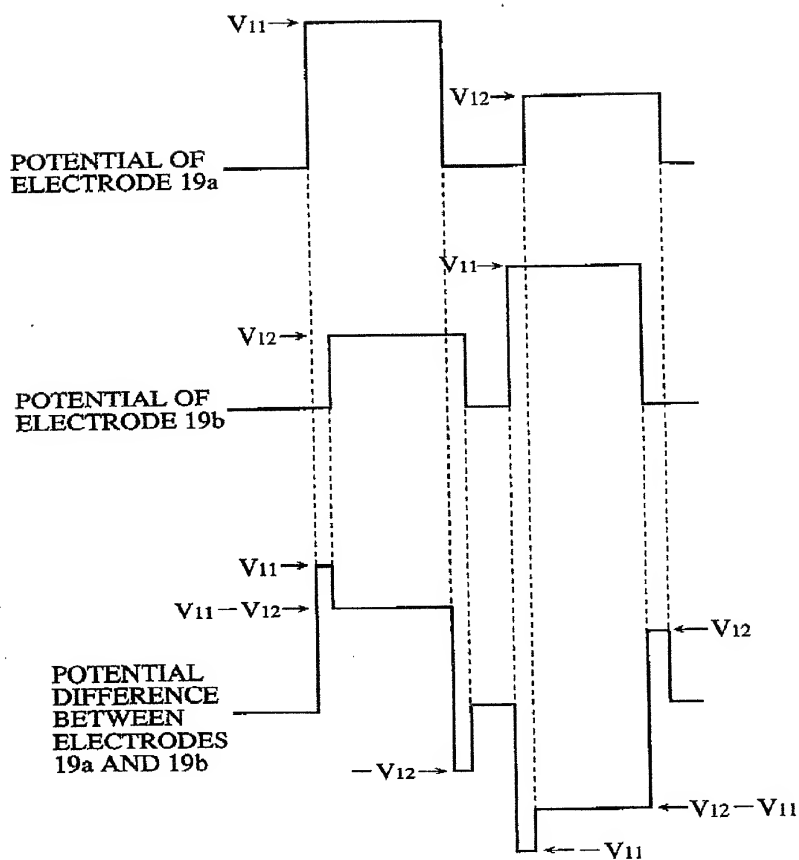 V11→
V12→
POTENTIAL OF
ELECTRODE 19a
V11→
V12→
POTENTIAL OF
ELECTRODE 19b
V11→
V11−V12→
←V12
POTENTIAL
DIFFERENCE
BETWEEN
ELECTRODES
19a AND 19b
−V12→
←V12−V11
←−V11